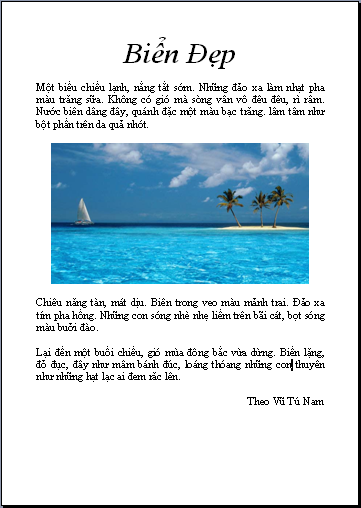 Biển Đẹp
Một biểu chiều lạnh, nắng tắt sớm. Những đảo xa lam nhạt pha
màu trắng sữa. Không có gió mà sóng vẫn vỗ đều đều, rì rầm.
Nước biển dâng đầy, quánh đặc một màu bạc trắng. lấm tấm như
bột phấn trên da quả nhót.
Chiều nắng tàn, mát dịu. Biển trong veo màu mảnh trai. Đảo xa
tím pha hồng. Những con sóng nhè nhẹ liếm trên bãi cát, bọt sóng
màu bưởi đào.
Lại đến một buổi chiều, gió mùa đông bắc vừa dừng. Biển lặng,
đỏ đục, đầy như mâm bánh đúc, loáng thóang những con thuyền
như những hạt lạc ai đem rắc lên.
Theo Vũ Tú Nam